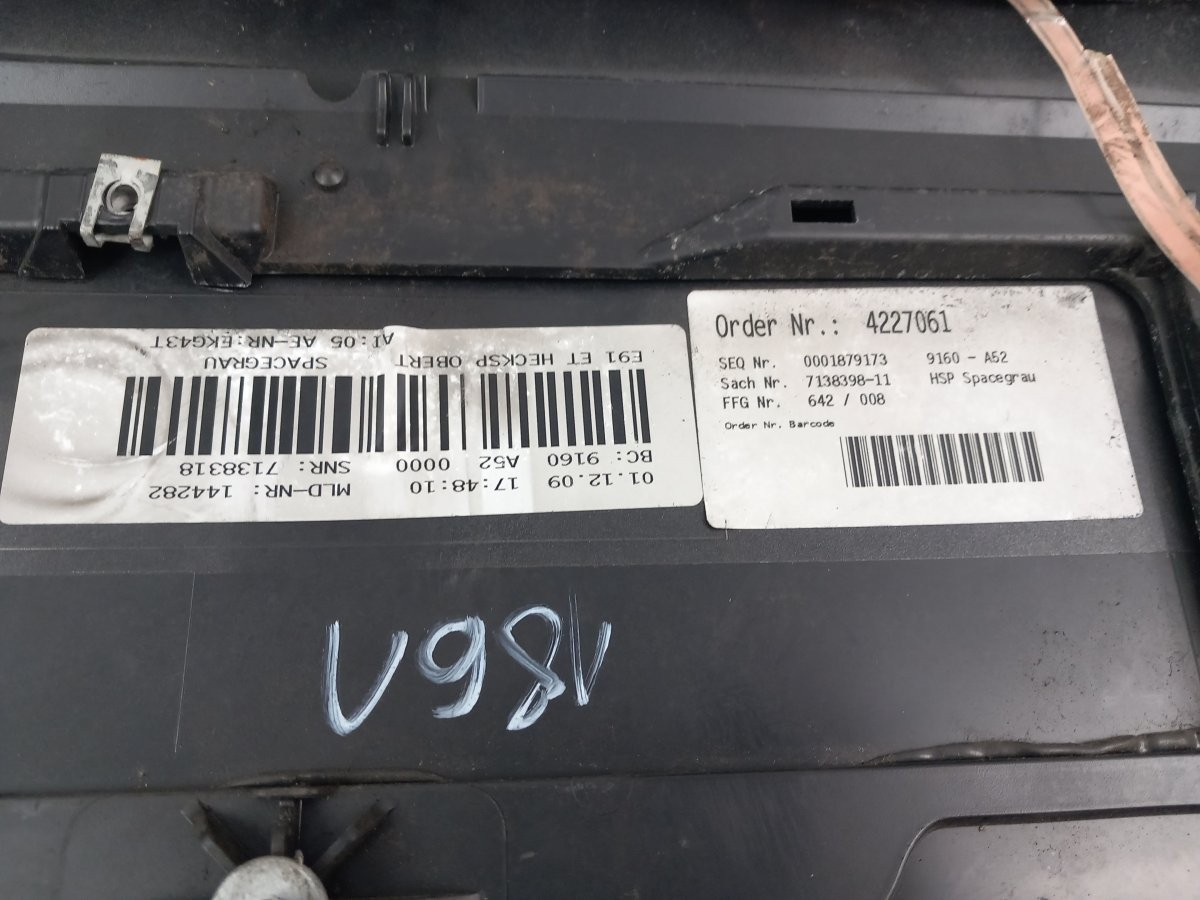 01.12.09 17:48:10 MLD-NR: 144282
BC: 9160 A52 0000 SNR: 7138318
E91 ET HECKSP OBERT SPACEGRAU
AI:05 AE-NR:EKG43T
Order Nr.: 4227061
SEQ Nr. 0001879173 9160 - A52
Sach Nr. 7138398-11 HSP Spacegrau
FFG Nr. 642 / 008
Order Nr. Barcode
186Л